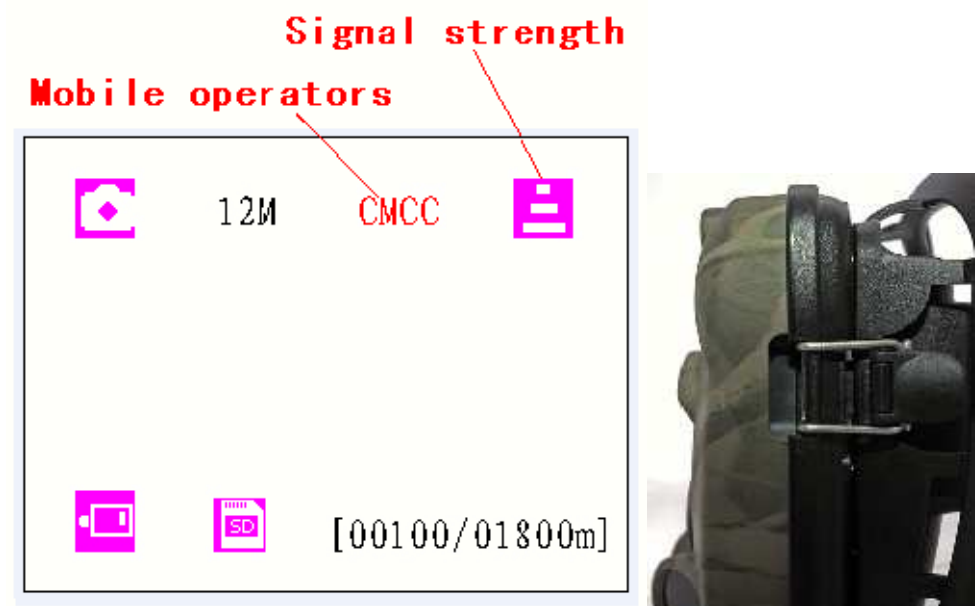 Signal strength
Mobile operators
12M CMCC
SD [00100/01800m]